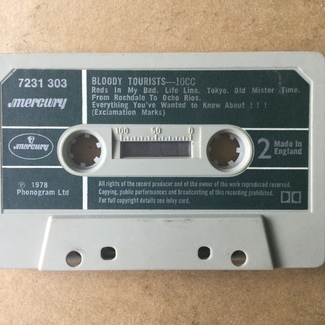 7231 303
mercury
BLOODY TOURISTS—10CC
Reds In My Bed. Life Line. Tokyo. Old Mister Time.
From Rochdale To Ocho Rios.
Everything You've Wanted to Know About ! ! !
(Exclamation Marks)
100 50 0
mercury
2
Made in
England
℗ 1978
Phonogram Ltd
All rights of the record producer and of the owner of the work reproduced reserved.
Copying, public performances and broadcasting of this recording prohibited.
For full copyright details see inlay card.